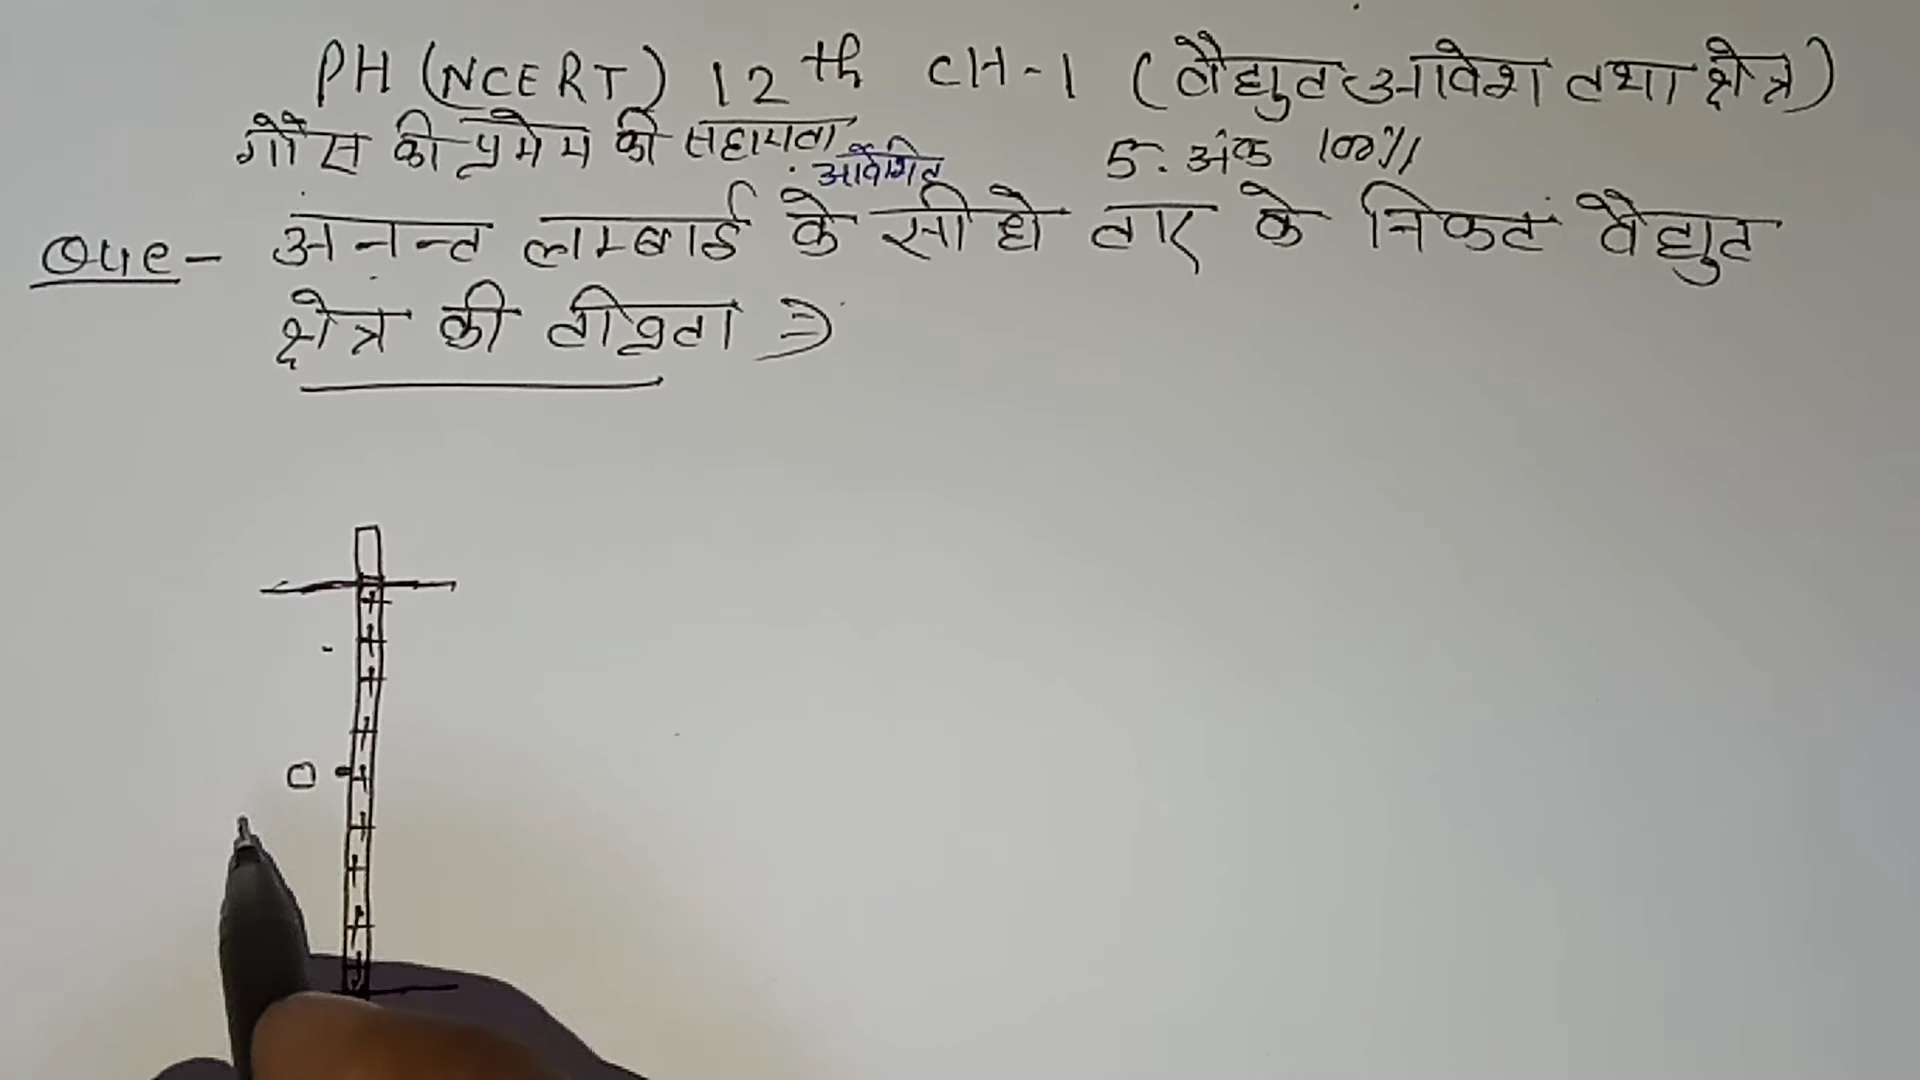 PH (NCERT) 12th CH-1 (वैद्युत आवेश तथा क्षेत्र)
गौस की प्रमेय की सहायता 5. अंक 100%
आवेशित
Que- अनन्त लम्बाई के सीधे तार के निकट वैद्युत
क्षेत्र की तीव्रता ⇒
+
+
+
+
O +
+
+
+
+